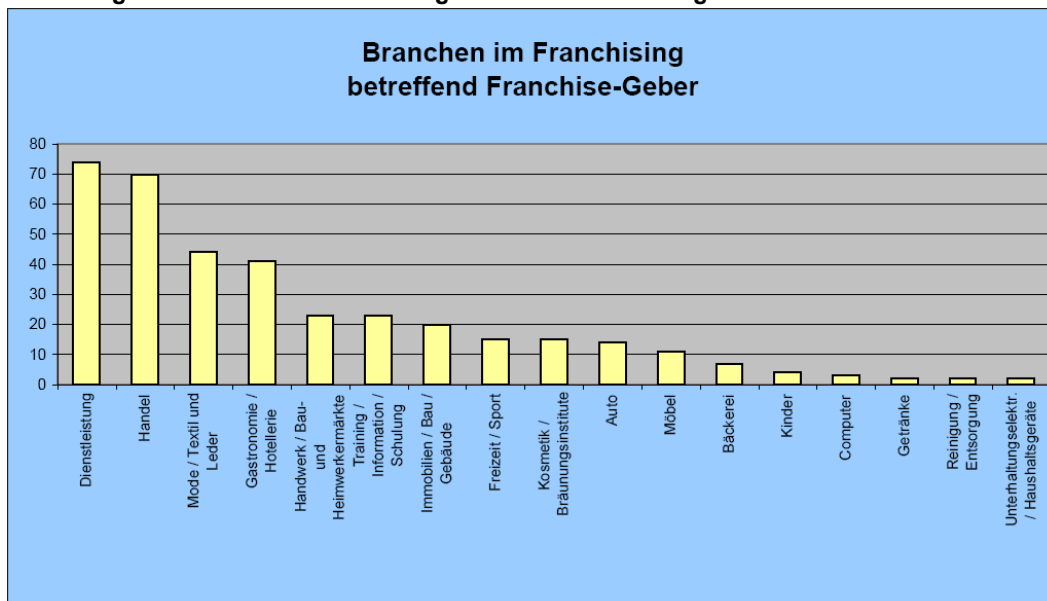 Branchen im Franchising
betreffend Franchise-Geber
80
70
60
50
40
30
20
10
0
Dienstleistung
Handel
Mode / Textil und
Leder
Gastronomie /
Hotellerie
Handwerk / Bau-
und
Heimwerkermärkte
Training /
Information /
Schulung
Immobilien / Bau /
Gebäude
Freizeit / Sport
Kosmetik /
Bräunungsinstitute
Auto
Möbel
Bäckerei
Kinder
Computer
Getränke
Reinigung /
Entsorgung
Unterhaltungselektr.
/ Haushaltsgeräte